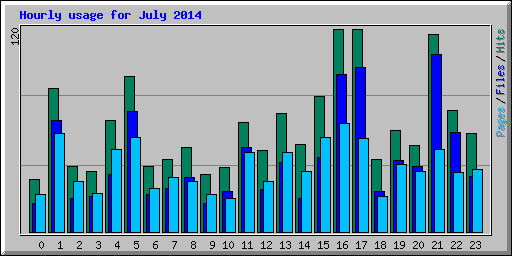 Hourly usage for July 2014
120
Pages / Files / Hits
0 1 2 3 4 5 6 7 8 9 10 11 12 13 14 15 16 17 18 19 20 21 22 23